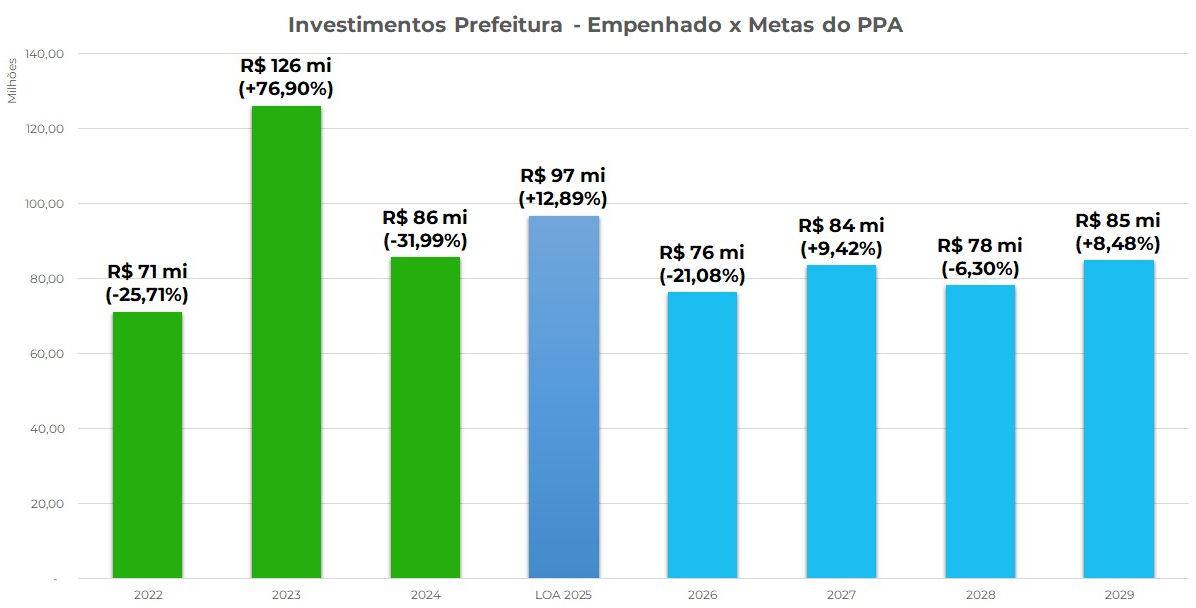 Investimentos Prefeitura - Empenhado x Metas do PPA
Milhões
140,00
120,00
100,00
80,00
60,00
40,00
20,00
-
R$ 71 mi
(-25,71%)
R$ 126 mi
(+76,90%)
R$ 86 mi
(-31,99%)
R$ 97 mi
(+12,89%)
R$ 76 mi
(-21,08%)
R$ 84 mi
(+9,42%)
R$ 78 mi
(-6,30%)
R$ 85 mi
(+8,48%)
2022
2023
2024
LOA 2025
2026
2027
2028
2029